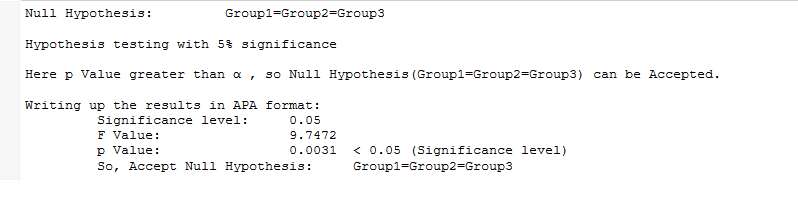 Null Hypothesis: Group1=Group2=Group3
Hypothesis testing with 5% significance
Here p Value greater than α , so Null Hypothesis(Group1=Group2=Group3) can be Accepted.
Writing up the results in APA format:
Significance level: 0.05
F Value: 9.7472
p Value: 0.0031 < 0.05 (Significance level)
So, Accept Null Hypothesis: Group1=Group2=Group3